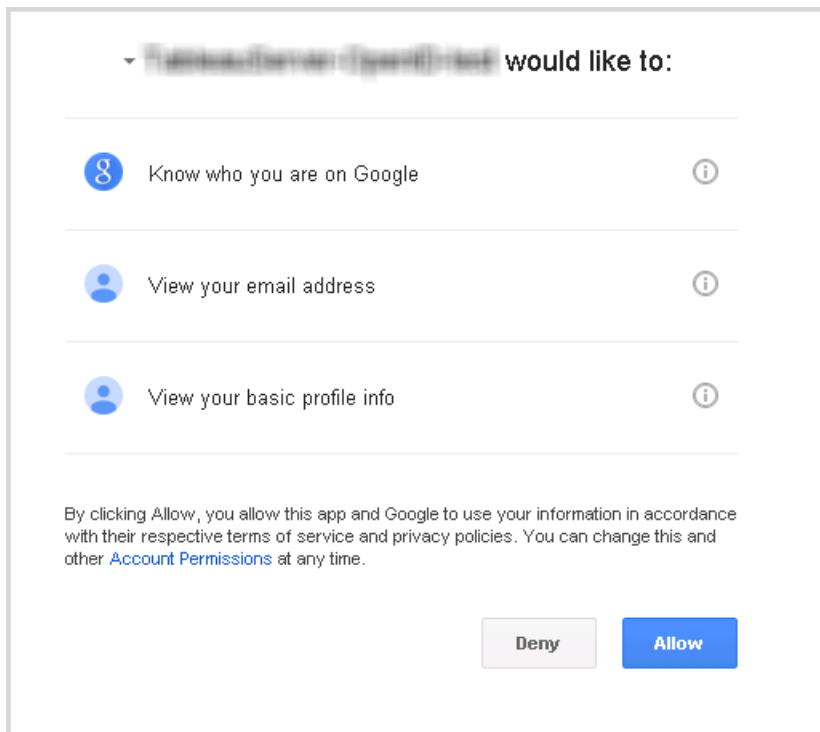 would like to:
Know who you are on Google
View your email address
View your basic profile info
By clicking Allow, you allow this app and Google to use your information in accordance
with their respective terms of service and privacy policies. You can change this and
other Account Permissions at any time.
Deny Allow